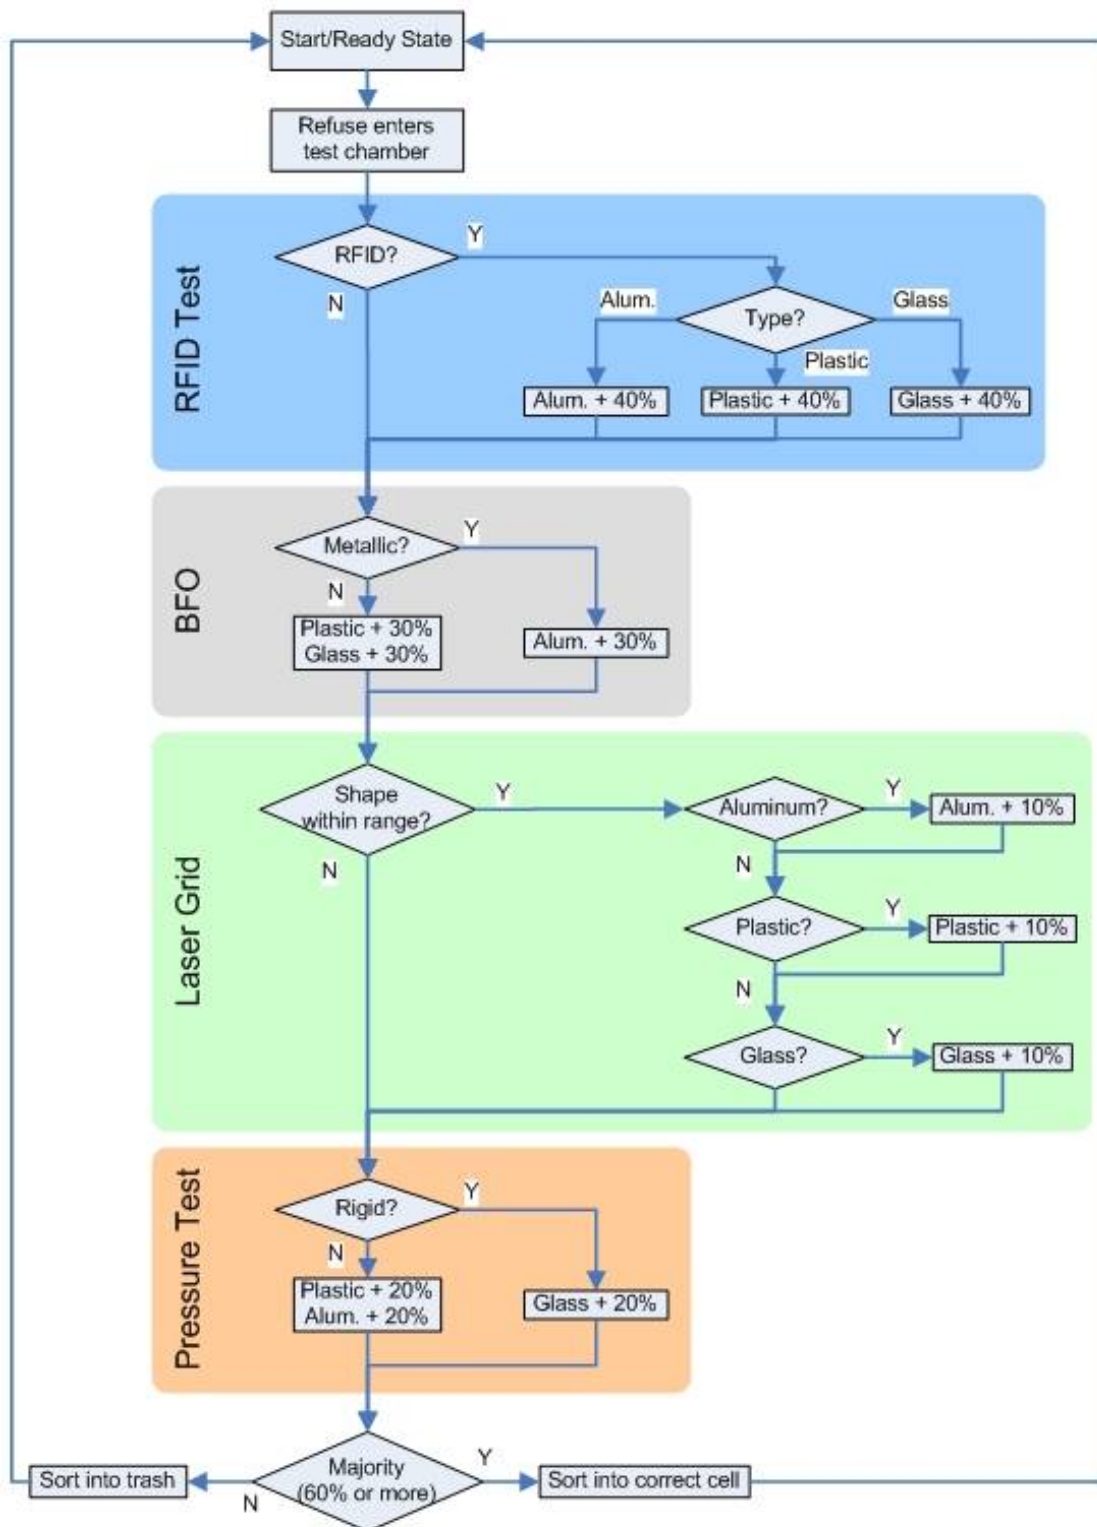 Start/Ready State
Refuse enters
test chamber
RFID Test
RFID?
Y
N
Type?
Alum.
Glass
Plastic
Alum. + 40%
Plastic + 40%
Glass + 40%
BFO
Metallic?
Y
N
Plastic + 30%
Glass + 30%
Alum. + 30%
Laser Grid
Shape
within range?
Y
N
Aluminum?
Y
Alum. + 10%
N
Plastic?
Y
Plastic + 10%
N
Glass?
Y
Glass + 10%
Pressure Test
Rigid?
Y
N
Plastic + 20%
Alum. + 20%
Glass + 20%
Majority
(60% or more)
Y
N
Sort into trash
Sort into correct cell